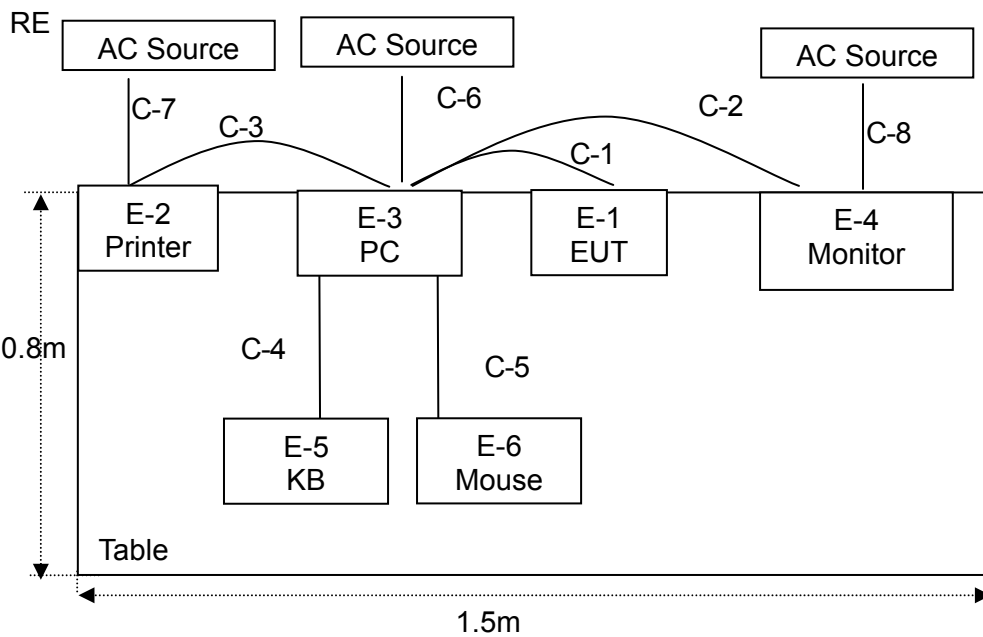 RE
AC Source
AC Source
AC Source
C-7
C-6
C-2
C-8
C-3
C-1
E-2
Printer
E-3
PC
E-1
EUT
E-4
Monitor
0.8m
C-4
C-5
E-5
KB
E-6
Mouse
Table
1.5m